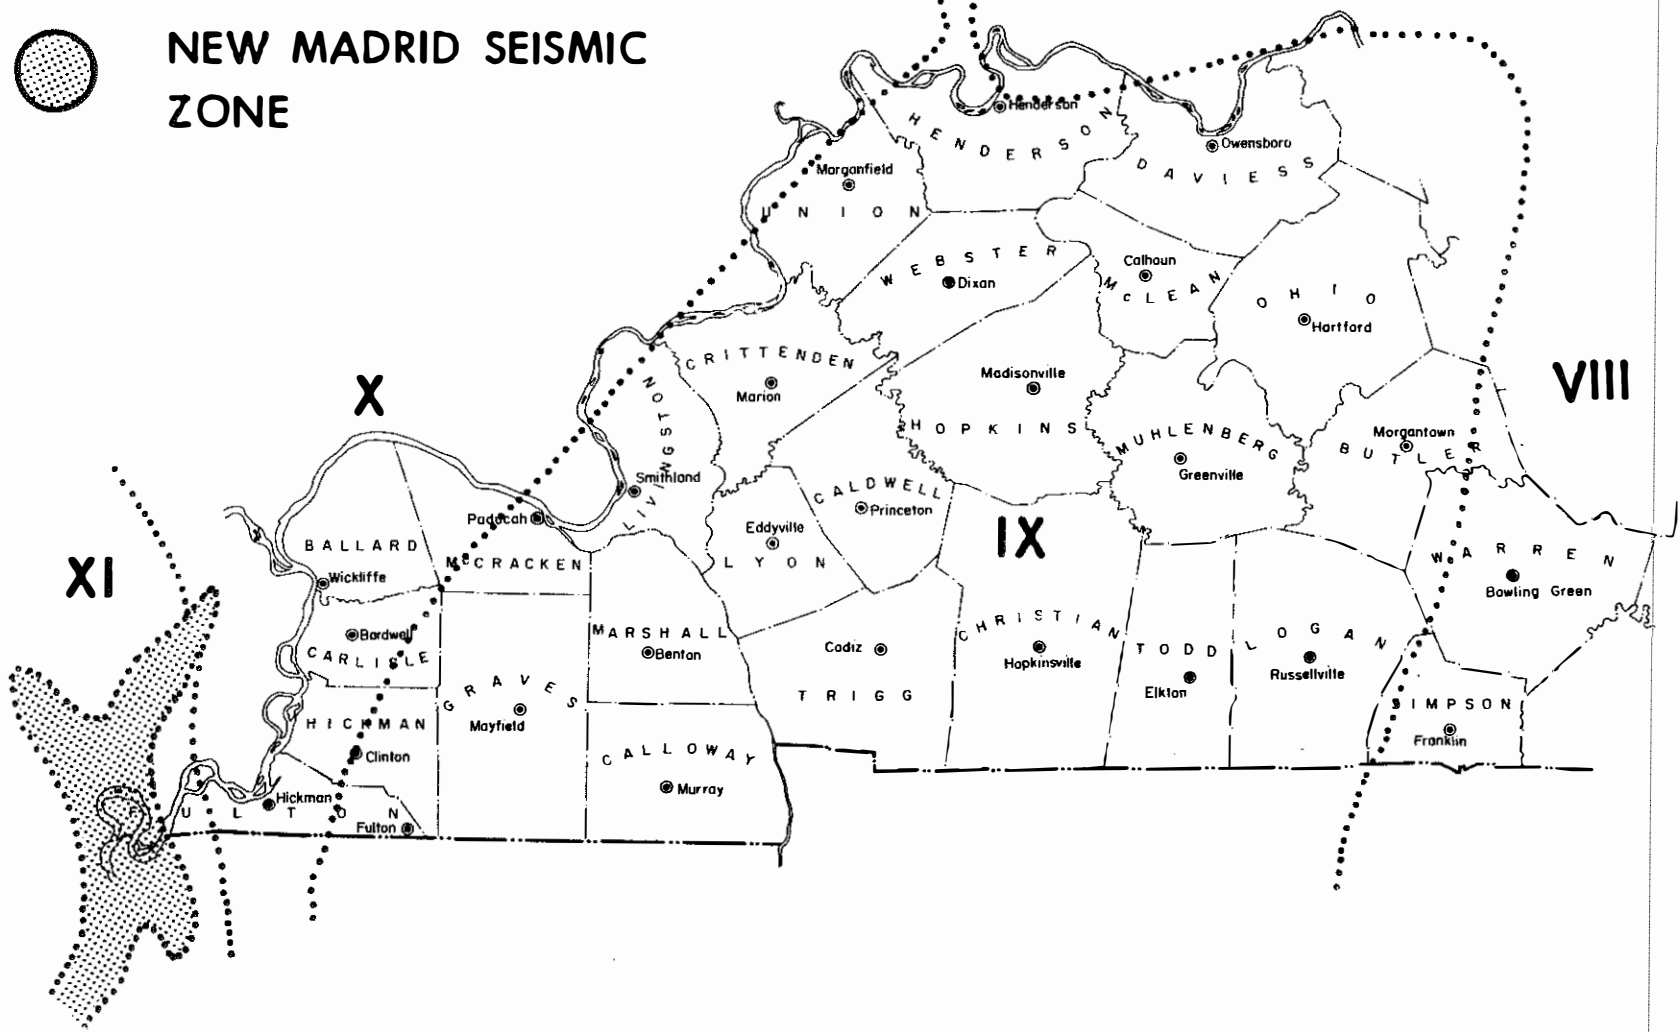 NEW MADRID SEISMIC
ZONE
Henderson
HENDERSON
Owensboro
DAVIESS
Morganfield
UNION
WEBSTER
Dixan
Calhoun
McLEAN
OHIO
Hartford
CRITTENDEN
Marion
LIVINGSTON
Smithland
Madisonville
HOPKINS
MUHLENBERG
Greenville
Morgantown
BUTLER
VIII
X
XI
IX
Paducah
McCRACKEN
BALLARD
Wickliffe
Bardwell
CARLISLE
HICKMAN
Clinton
Hickman
FULTON
Fulton
GRAVES
Mayfield
MARSHALL
Benton
CALLOWAY
Murray
CALDWELL
Princeton
Eddyville
LYON
Cadiz
TRIGG
CHRISTIAN
Hopkinsville
TODD
Elkton
LOGAN
Russellville
WARREN
Bowling Green
SIMPSON
Franklin